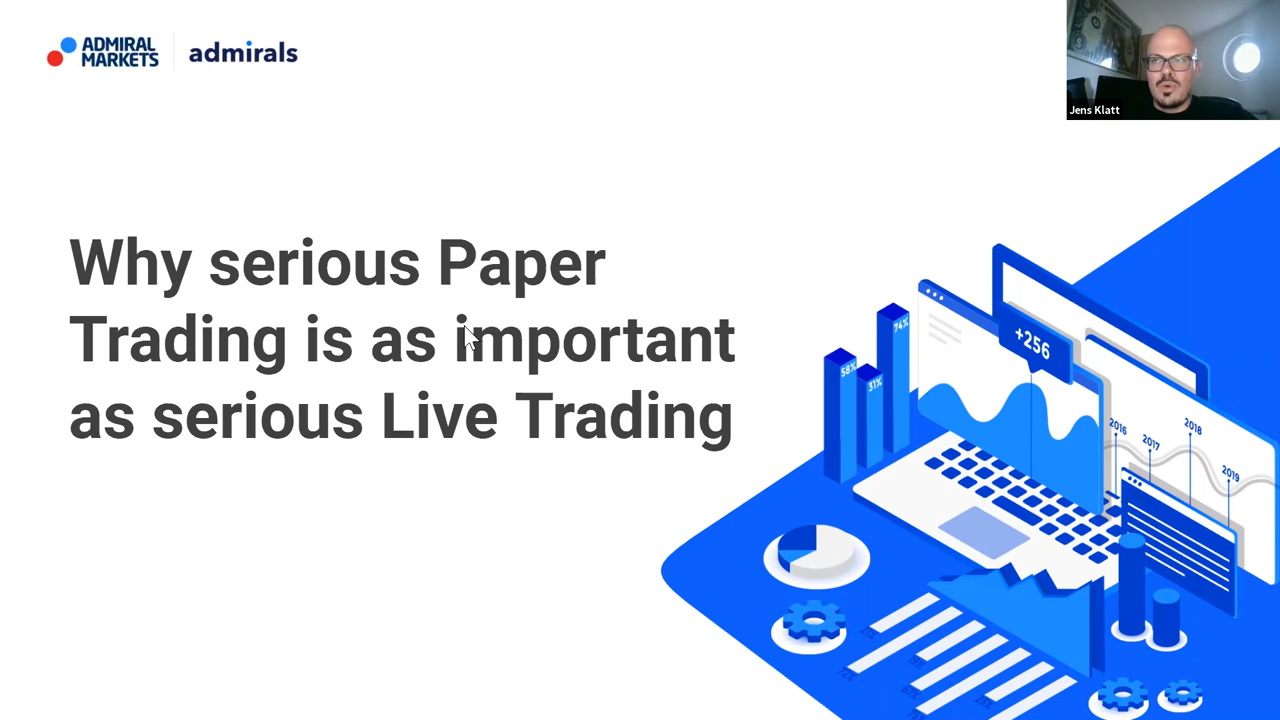 ADMIRAL
MARKETS
admirals
Jens Klatt
Why serious Paper
Trading is as important
as serious Live Trading
74%
58%
31%
+256
2016
2017
2018
2019